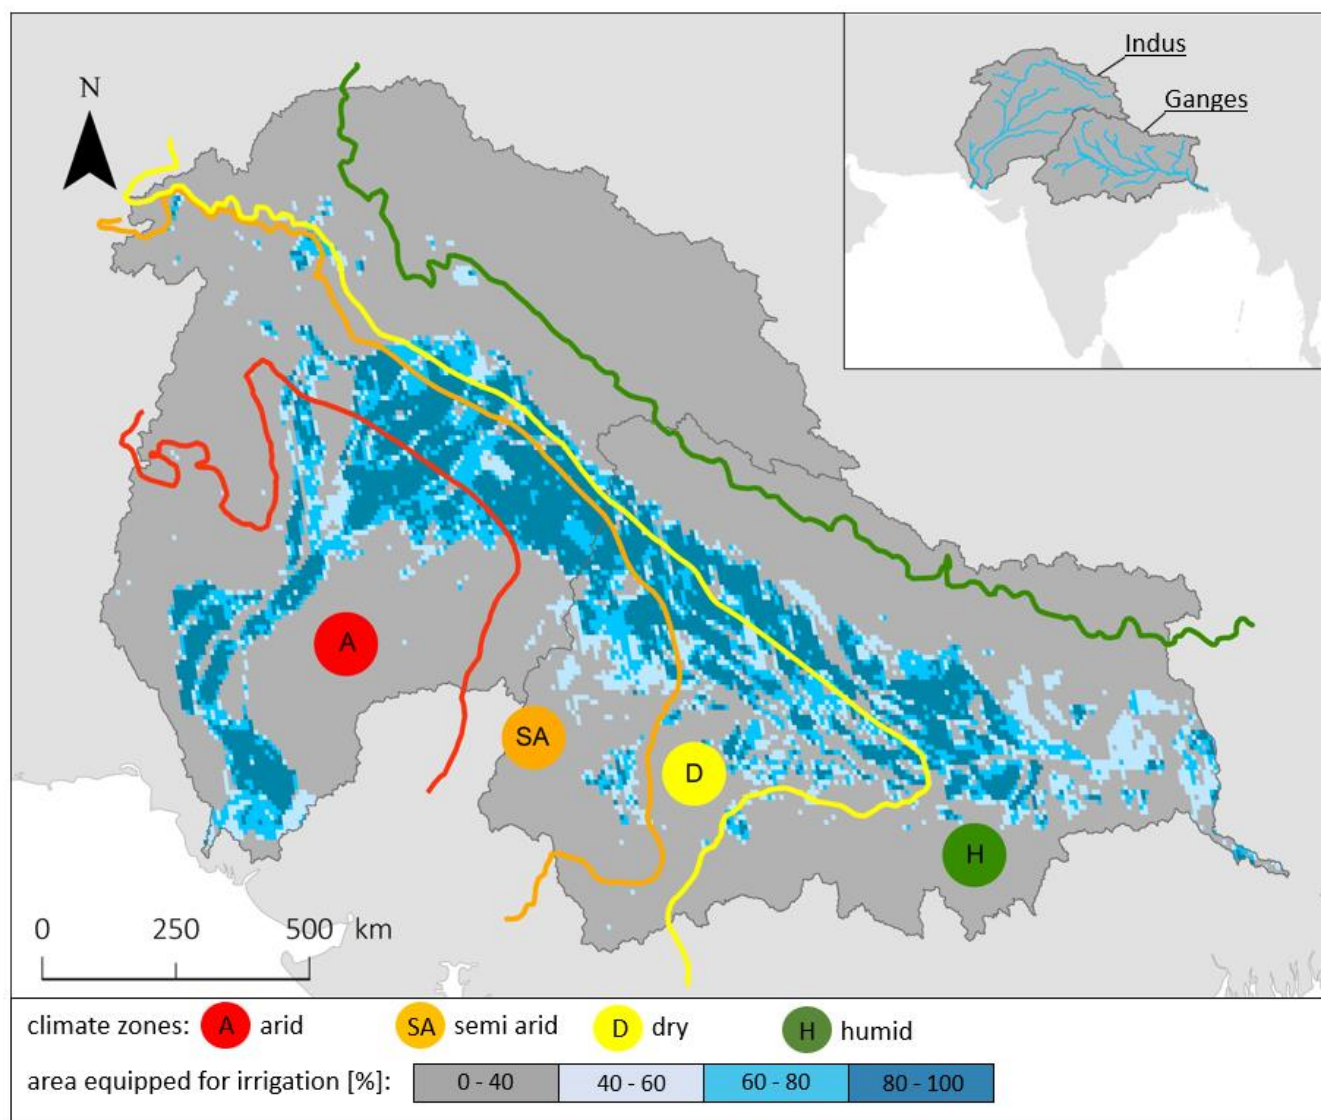 Indus
Ganges
N
A
SA
D
H
0 250 500 km
climate zones: A arid SA semi arid D dry H humid
area equipped for irrigation [%]: 0 - 40 40 - 60 60 - 80 80 - 100